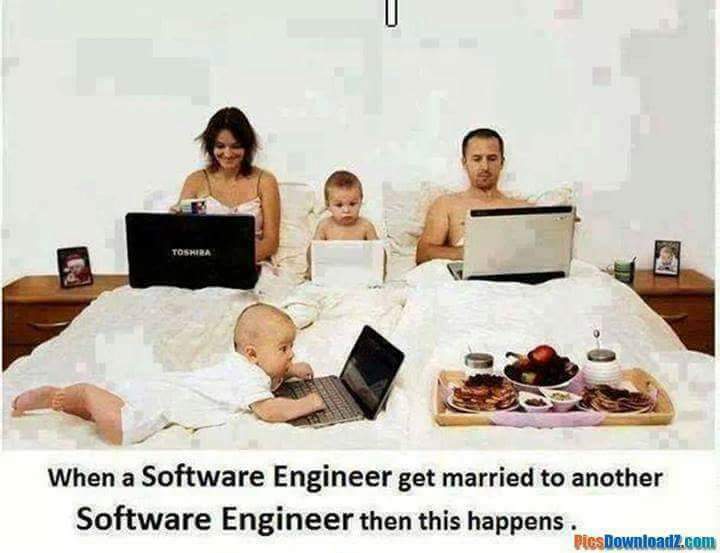 TOSHIBA
When a Software Engineer get married to another
Software Engineer then this happens .
PicsDownloadZ.com